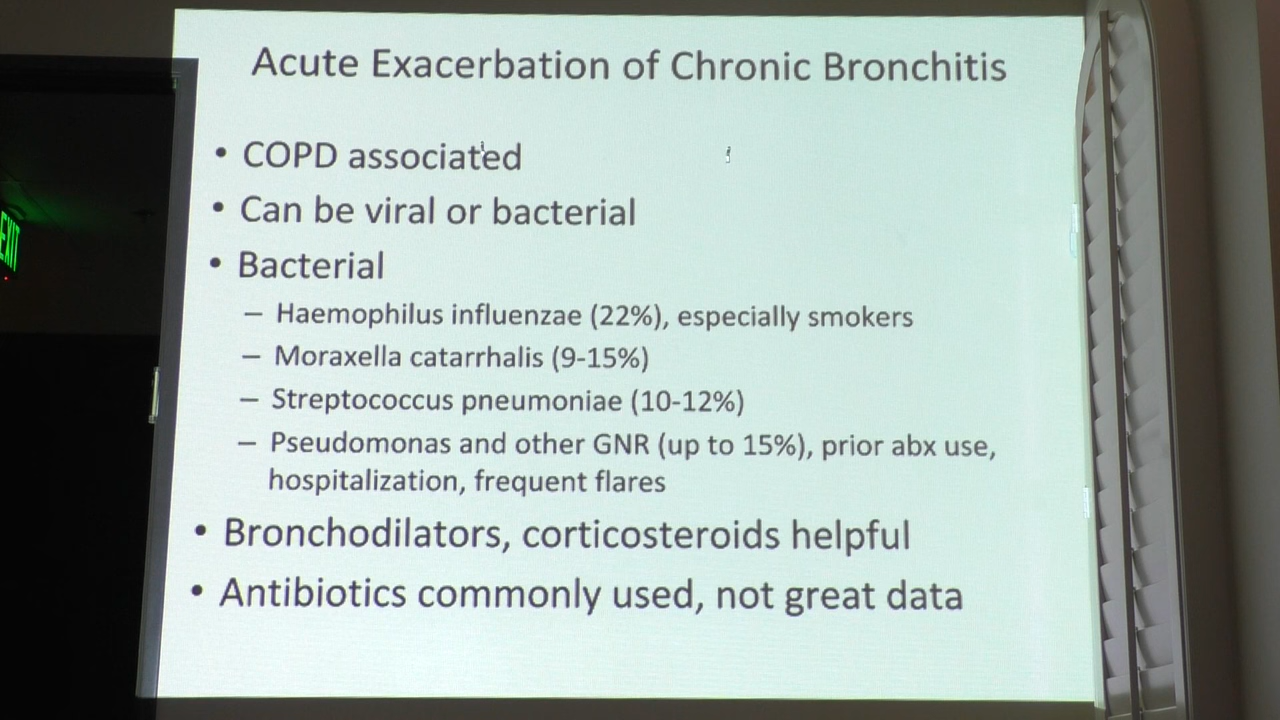 Acute Exacerbation of Chronic Bronchitis
• COPD associated
• Can be viral or bacterial
• Bacterial
– Haemophilus influenzae (22%), especially smokers
– Moraxella catarrhalis (9-15%)
– Streptococcus pneumoniae (10-12%)
– Pseudomonas and other GNR (up to 15%), prior abx use,
hospitalization, frequent flares
• Bronchodilators, corticosteroids helpful
• Antibiotics commonly used, not great data
EXIT